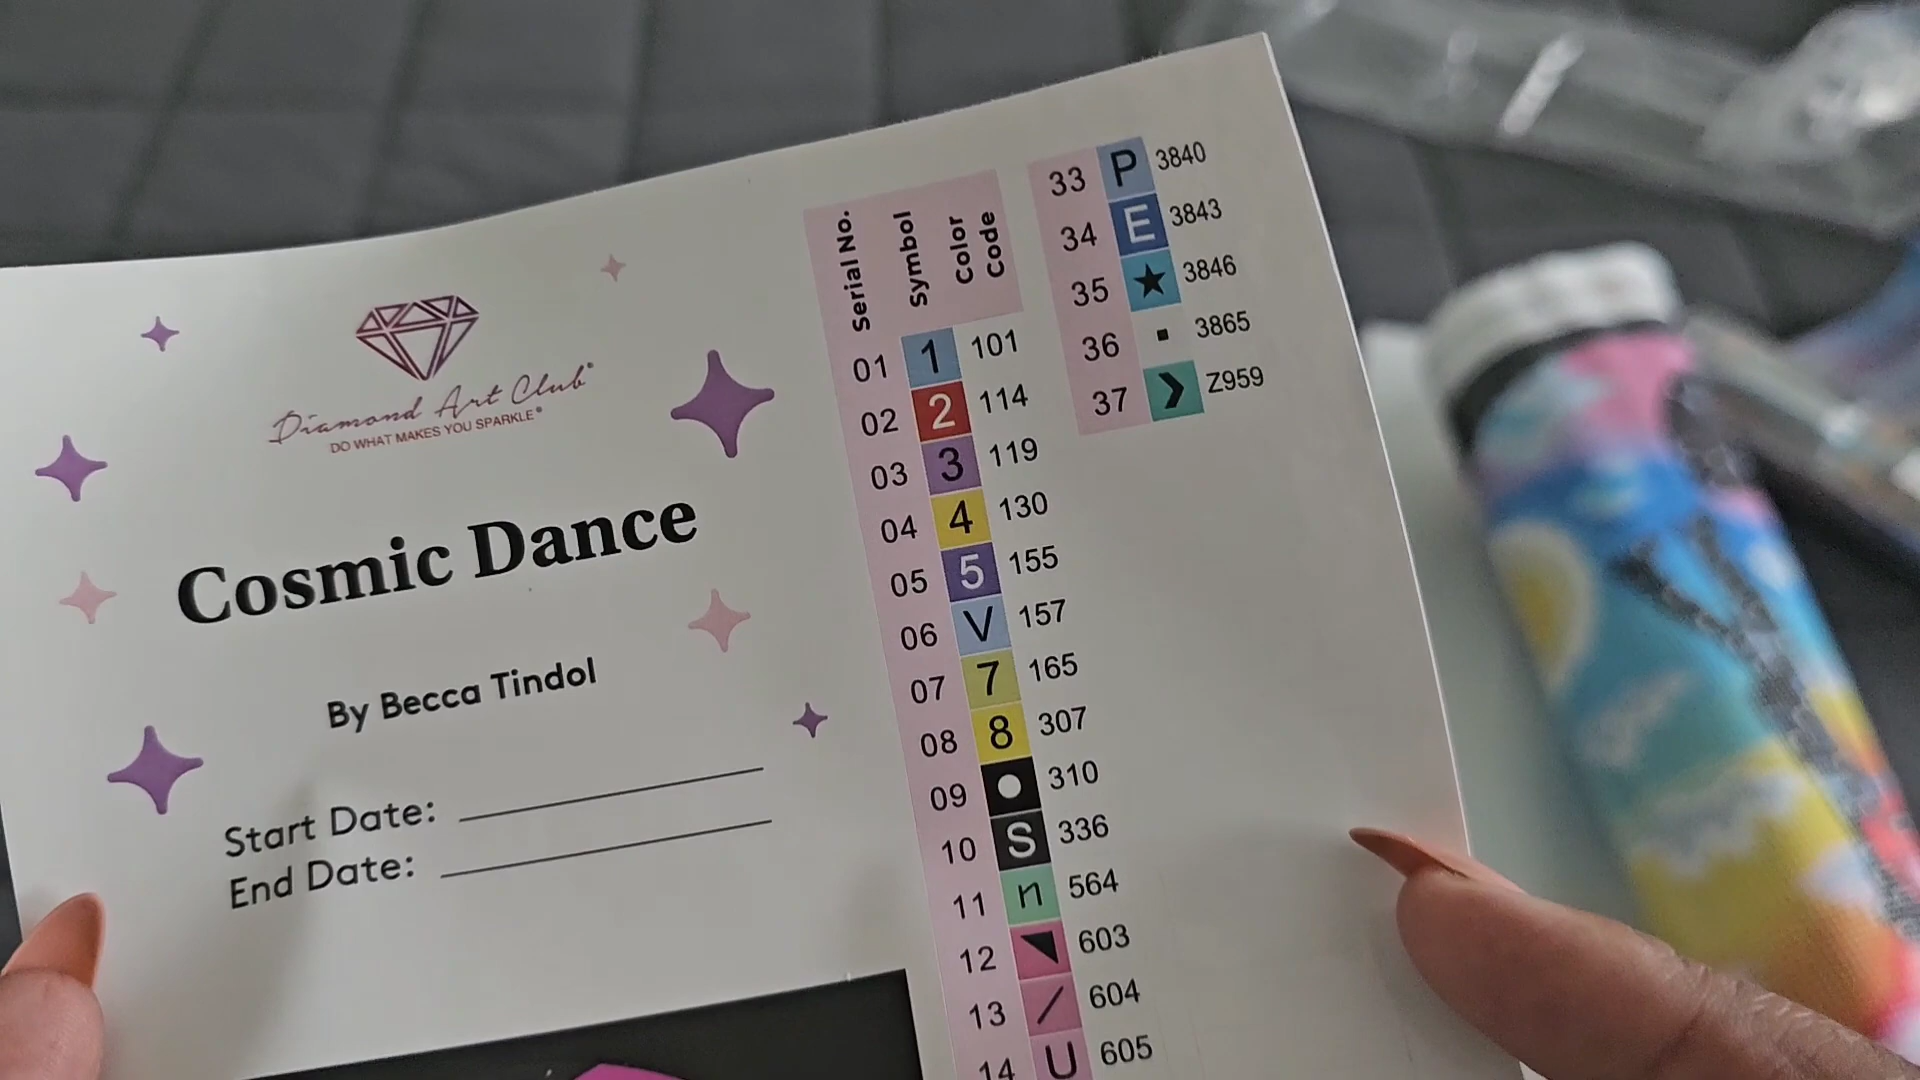 Diamond Art Club®
DO WHAT MAKES YOU SPARKLE®
Cosmic Dance
By Becca Tindol
Start Date:
End Date:
Serial No. Symbol Color Code
01 1 101
02 2 114
03 3 119
04 4 130
05 5 155
06 V 157
07 7 165
08 8 307
09 310
10 S 336
11 n 564
12 603
13 / 604
14 U 605
33 P 3840
34 E 3843
35 ★ 3846
36 ▪ 3865
37 ❯ Z959